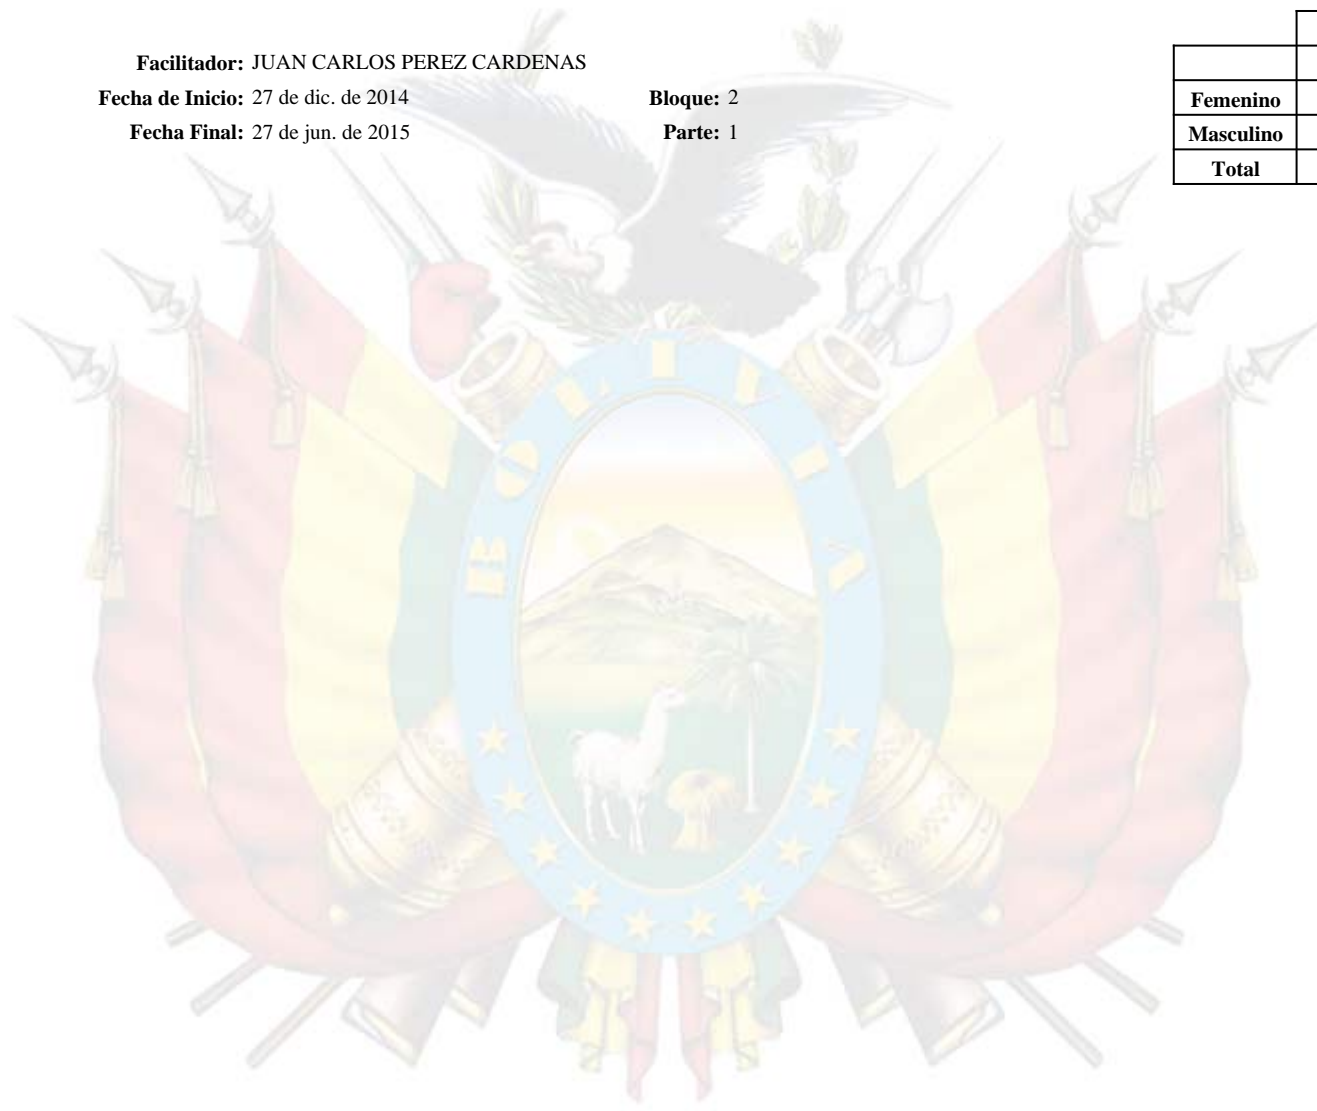 Facilitador: JUAN CARLOS PEREZ CARDENAS
Fecha de Inicio: 27 de dic. de 2014 Bloque: 2
Fecha Final: 27 de jun. de 2015 Parte: 1
Femenino
Masculino
Total
BOLIVIA